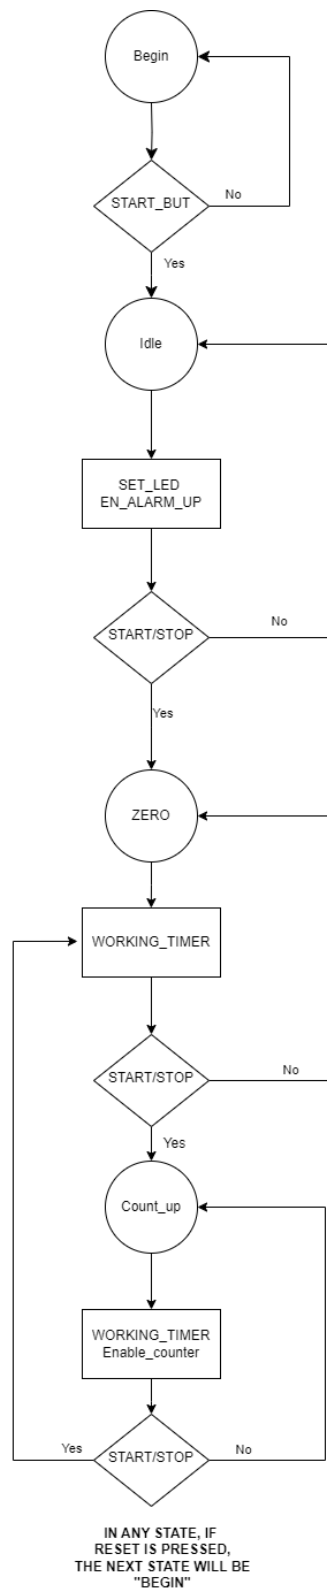 Begin
START_BUT
No
Yes
Idle
SET_LED
EN_ALARM_UP
START/STOP
No
Yes
ZERO
WORKING_TIMER
START/STOP
No
Yes
Count_up
WORKING_TIMER
Enable_counter
Yes
START/STOP
No
IN ANY STATE, IF
RESET IS PRESSED,
THE NEXT STATE WILL BE
"BEGIN"